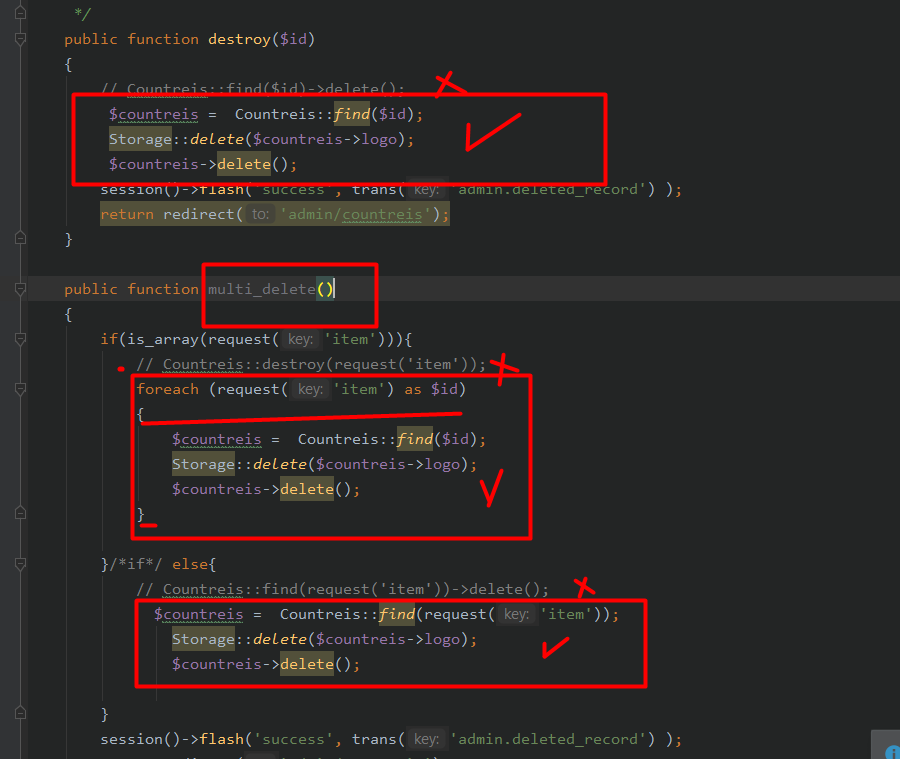 */
public function destroy($id)
{
// Countreis::find($id)->delete();
$countreis = Countreis::find($id);
Storage::delete($countreis->logo);
$countreis->delete();
session()->flash('success', trans( key: 'admin.deleted_record') );
return redirect( to: 'admin/countreis');
}
public function multi_delete()
{
if(is_array(request( key: 'item'))){
// Countreis::destroy(request('item'));
foreach (request( key: 'item') as $id)
{
$countreis = Countreis::find($id);
Storage::delete($countreis->logo);
$countreis->delete();
}
}/*if*/ else{
// Countreis::find(request('item'))->delete();
$countreis = Countreis::find(request( key: 'item'));
Storage::delete($countreis->logo);
$countreis->delete();
}
session()->flash('success', trans( key: 'admin.deleted_record') );